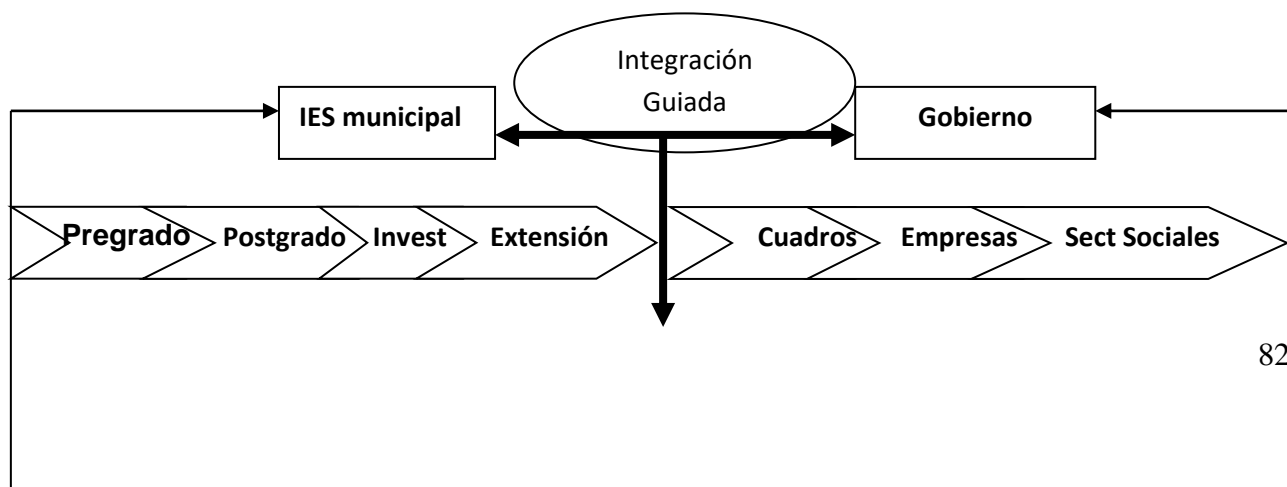 Integración
Guiada
IES municipal
Gobierno
Pregrado Postgrado Invest Extensión Cuadros Empresas Sect Sociales
82